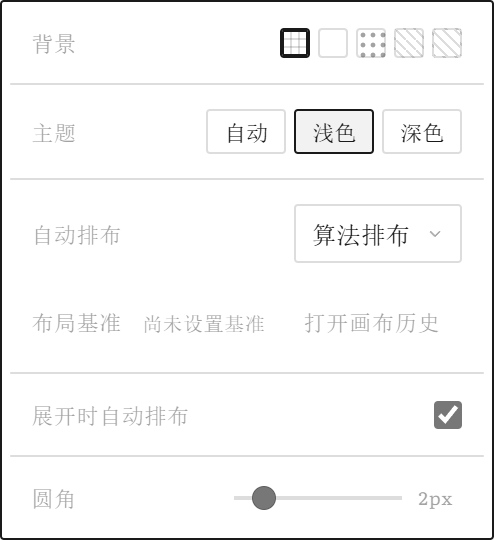 背景
主题 自动 浅色 深色
自动排布 算法排布
布局基准 尚未设置基准 打开画布历史
展开时自动排布
圆角 2px